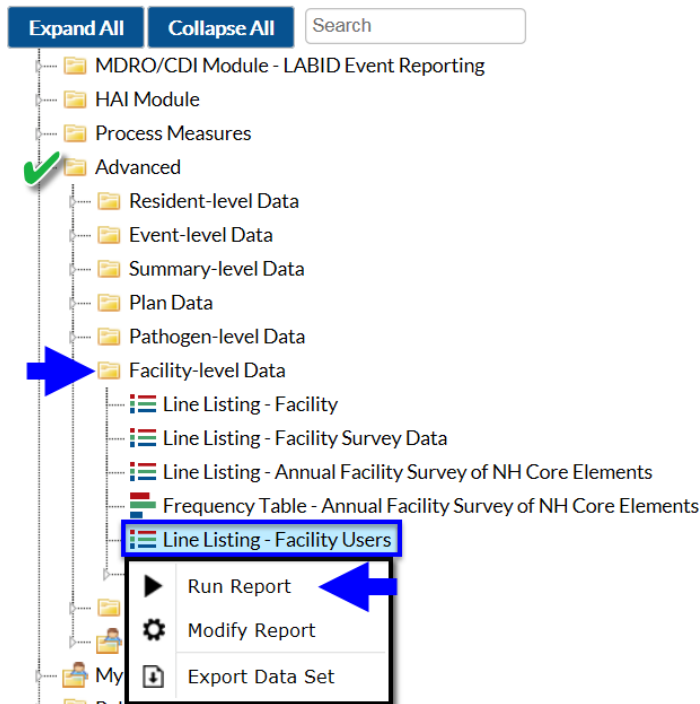 Expand All Collapse All Search
MDRO/CDI Module - LABID Event Reporting
HAI Module
Process Measures
Advanced
Resident-level Data
Event-level Data
Summary-level Data
Plan Data
Pathogen-level Data
Facility-level Data
Line Listing - Facility
Line Listing - Facility Survey Data
Line Listing - Annual Facility Survey of NH Core Elements
Frequency Table - Annual Facility Survey of NH Core Elements
Line Listing - Facility Users
Run Report
Modify Report
My
Export Data Set